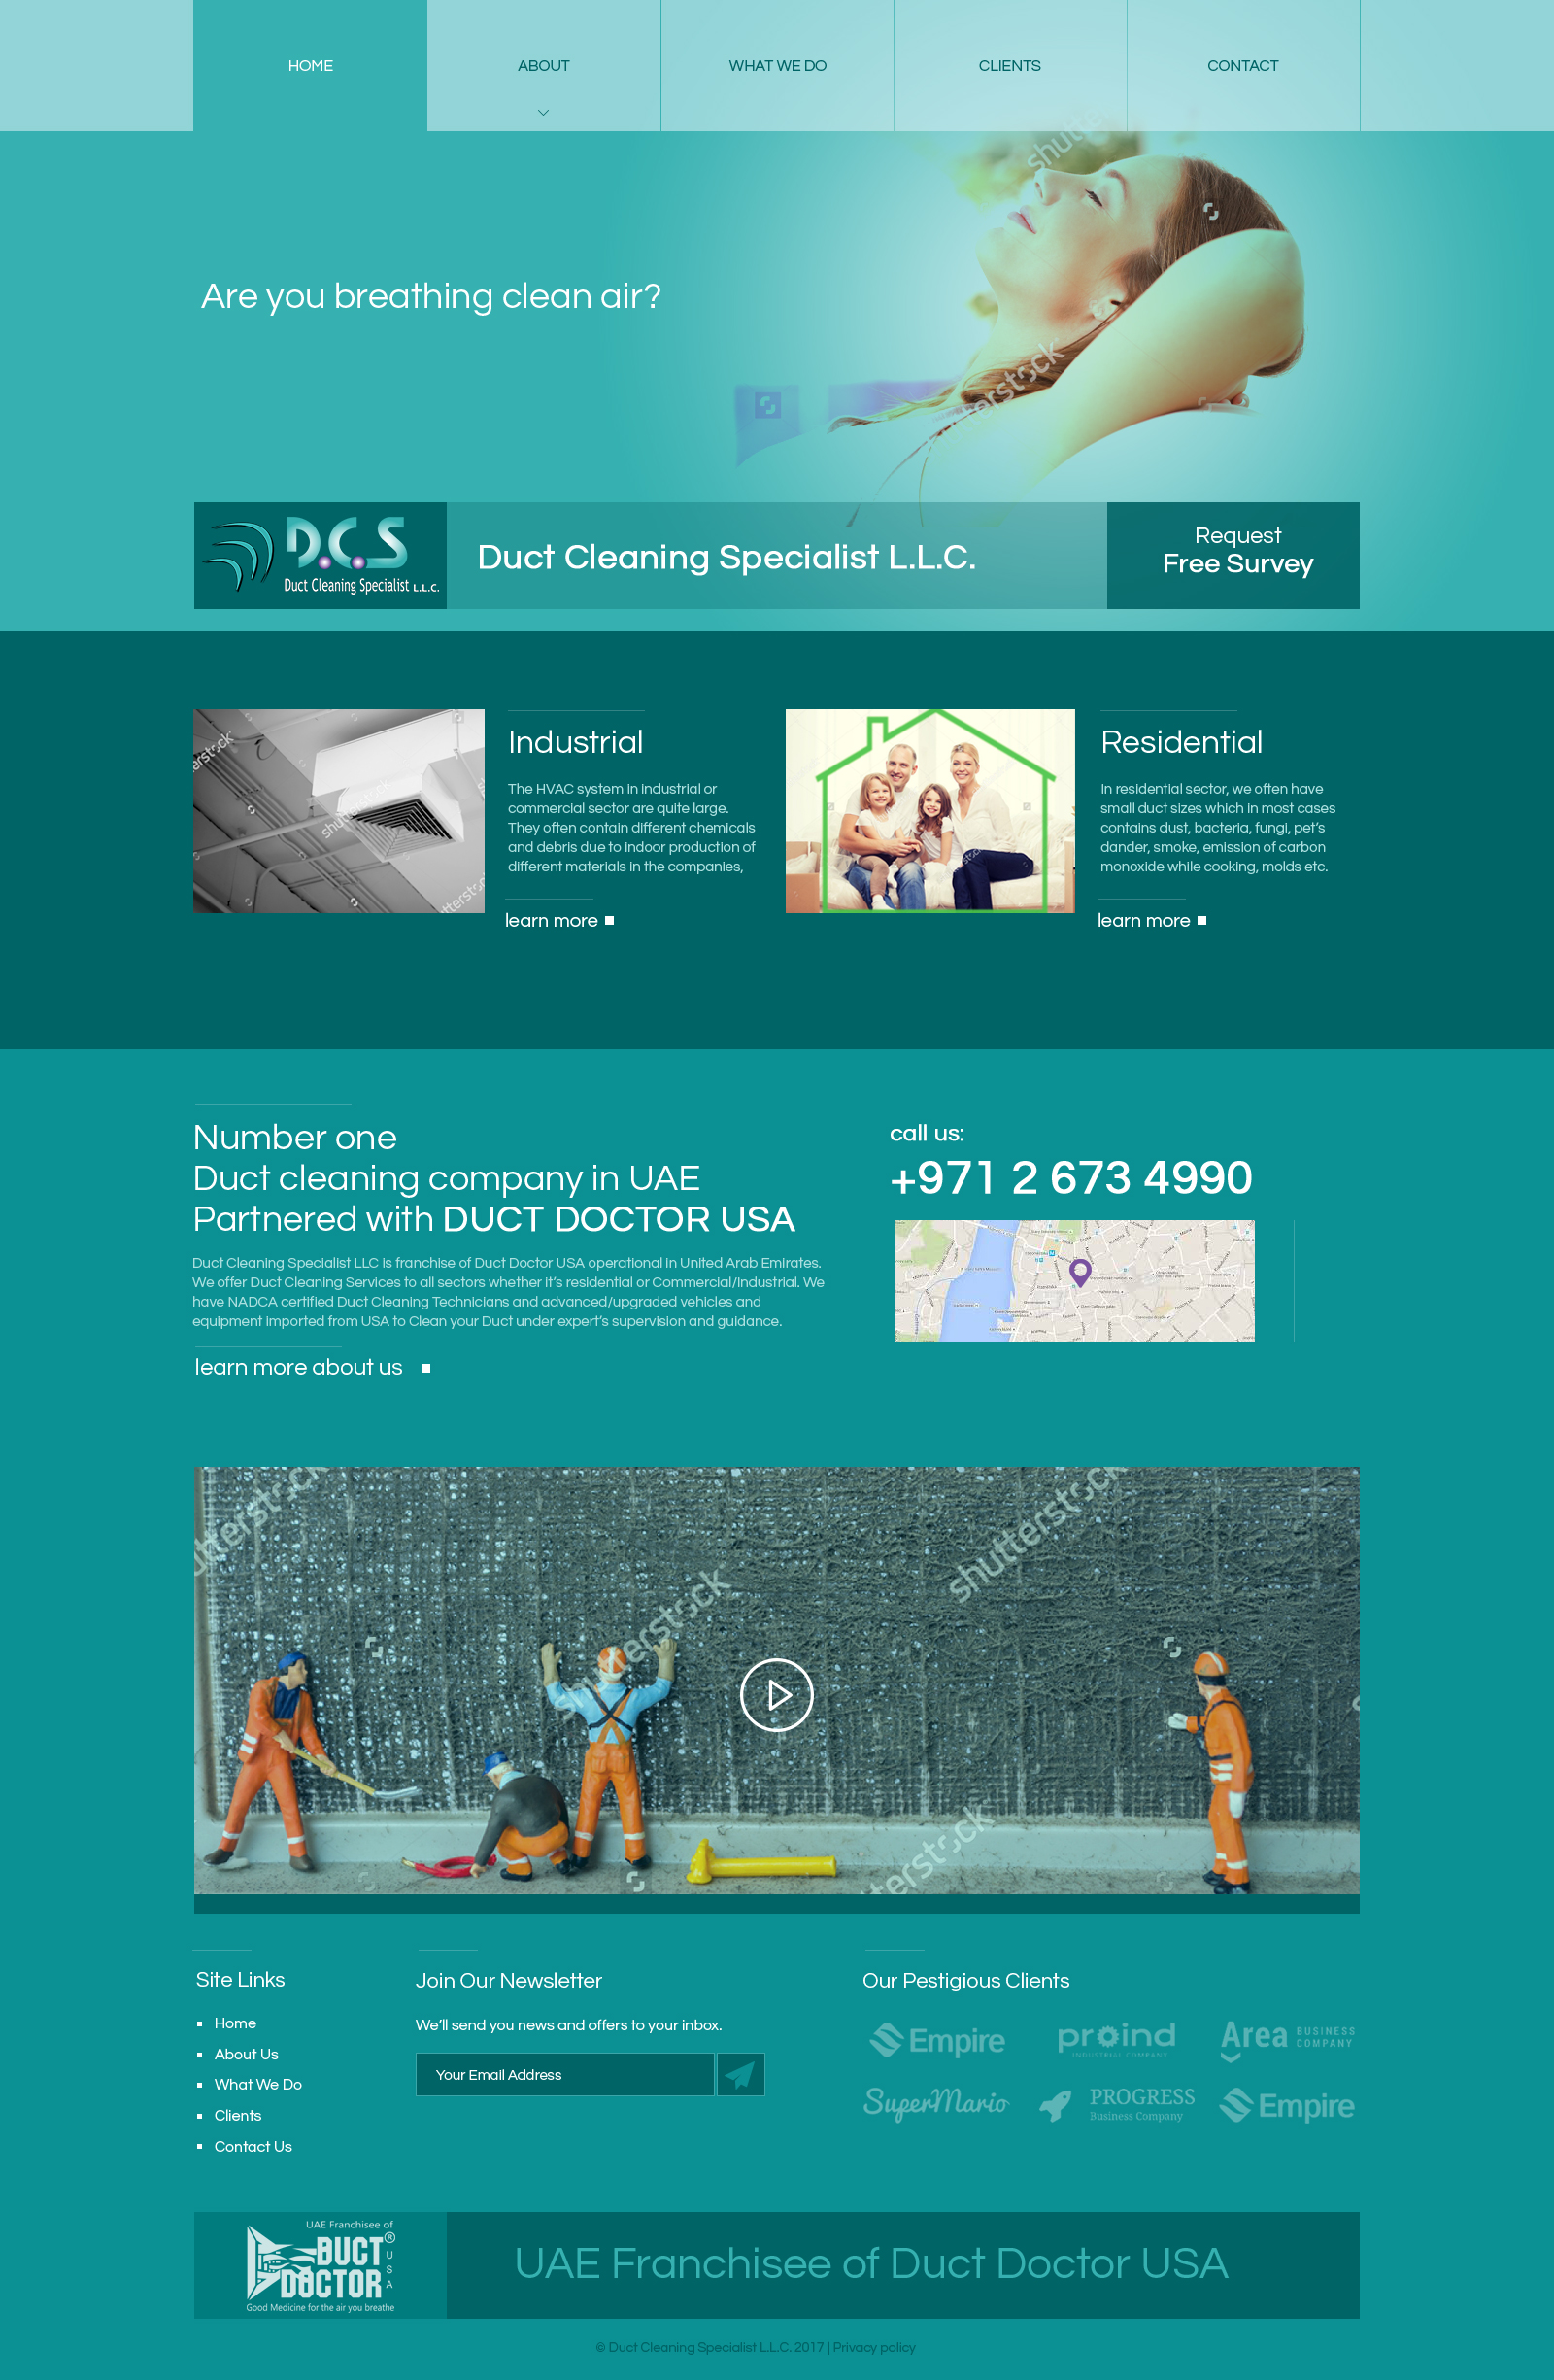 HOME
ABOUT
WHAT WE DO
CLIENTS
CONTACT
shutte
shutterstock
Are you breathing clean air?
D.C.S
Duct Cleaning Specialist L.L.C.
Duct Cleaning Specialist L.L.C.
Request
Free Survey
Industrial
The HVAC system in industrial or
commercial sector are quite large.
They often contain different chemicals
and debris due to indoor production of
different materials in the companies,
learn more
Residential
In residential sector, we often have
small duct sizes which in most cases
contains dust, bacteria, fungi, pet's
dander, smoke, emission of carbon
monoxide while cooking, molds etc.
learn more
Number one
Duct cleaning company in UAE
Partnered with DUCT DOCTOR USA
Duct Cleaning Specialist LLC is franchise of Duct Doctor USA operational in United Arab Emirates.
We offer Duct Cleaning Services to all sectors whether it's residential or Commercial/Industrial. We
have NADCA certified Duct Cleaning Technicians and advanced/upgraded vehicles and
equipment imported from USA to Clean your Duct under expert's supervision and guidance.
learn more about us
call us:
+971 2 673 4990
shutterstock
shutterstock
shutterstock
Site Links
Home
About Us
What We Do
Clients
Contact Us
Join Our Newsletter
We'll send you news and offers to your inbox.
Your Email Address
Our Pestigious Clients
Empire
proind
INDUSTRIAL COMPANY
Area BUSINESS
COMPANY
SuperMario
PROGRESS
Business Company
Empire
UAE Franchisee of
DUCT®
DOCTOR
USA
Good Medicine for the air you breathe
UAE Franchisee of Duct Doctor USA
© Duct Cleaning Specialist L.L.C. 2017 | Privacy policy